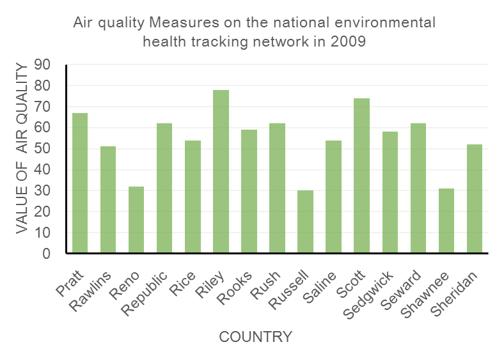 Air quality Measures on the national environmental
health tracking network in 2009
VALUE OF AIR QUALITY
90
80
70
60
50
40
30
20
10
0
Pratt
Rawlins
Reno
Republic
Rice
Riley
Rooks
Rush
Russell
Saline
Scott
Sedgwick
Seward
Shawnee
Sheridan
COUNTRY